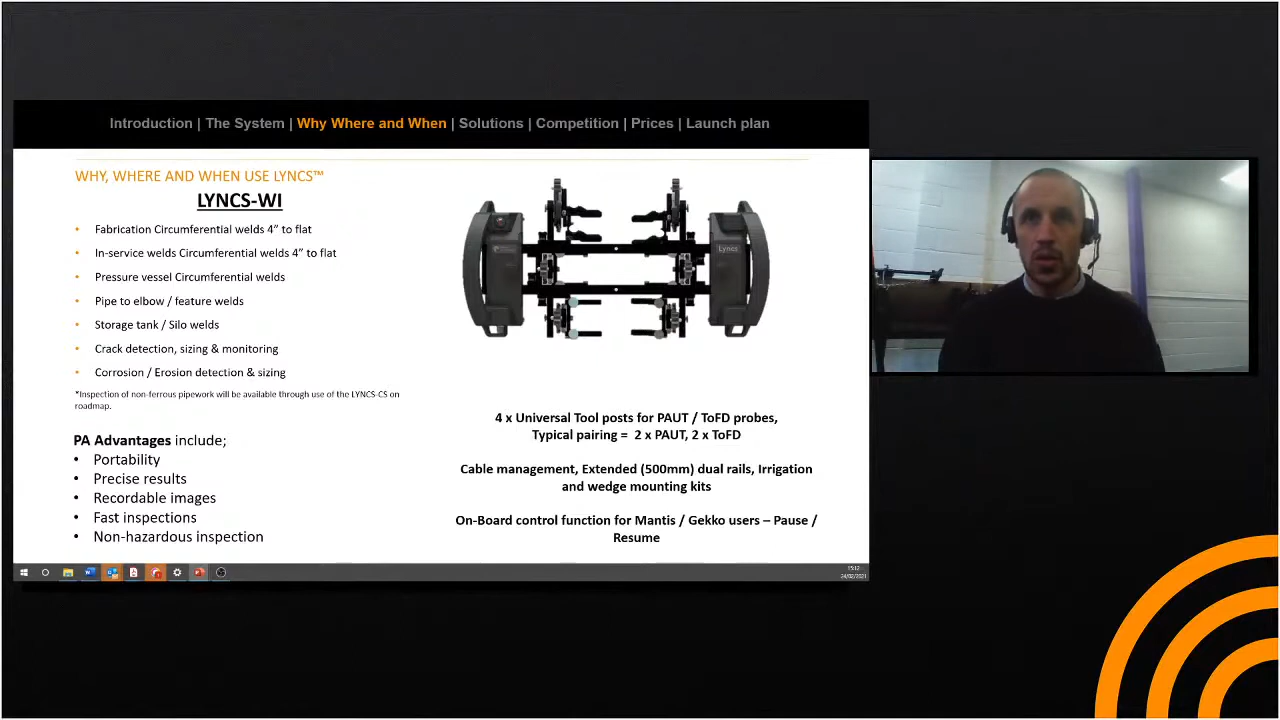 Introduction | The System | Why Where and When | Solutions | Competition | Prices | Launch plan
WHY, WHERE AND WHEN USE LYNCS™
LYNCS-WI
• Fabrication Circumferential welds 4” to flat
• In-service welds Circumferential welds 4” to flat
• Pressure vessel Circumferential welds
• Pipe to elbow / feature welds
• Storage tank / Silo welds
• Crack detection, sizing & monitoring
• Corrosion / Erosion detection & sizing
*Inspection of non-ferrous pipework will be available through use of the LYNCS-CS on
roadmap.
PA Advantages include;
• Portability
• Precise results
• Recordable images
• Fast inspections
• Non-hazardous inspection
Lyncs
4 x Universal Tool posts for PAUT / ToFD probes,
Typical pairing = 2 x PAUT, 2 x ToFD
Cable management, Extended (500mm) dual rails, Irrigation
and wedge mounting kits
On-Board control function for Mantis / Gekko users – Pause /
Resume
15:12
24/02/2021